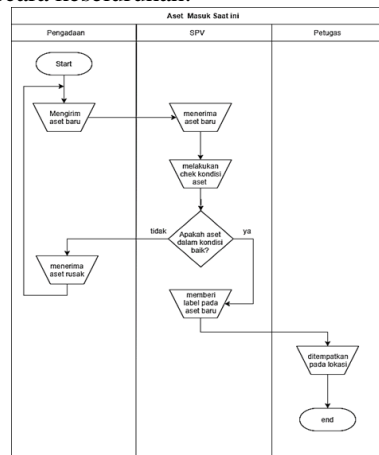 Aset Masuk Saat ini
Pengadaan
SPV
Petugas
Start
Mengirim
aset baru
menerima
aset baru
melakukan
chek kondisi
aset
Apakah aset
dalam kondisi
baik?
tidak
ya
menerima
aset rusak
memberi
label pada
aset baru
ditempatkan
pada lokasi
end